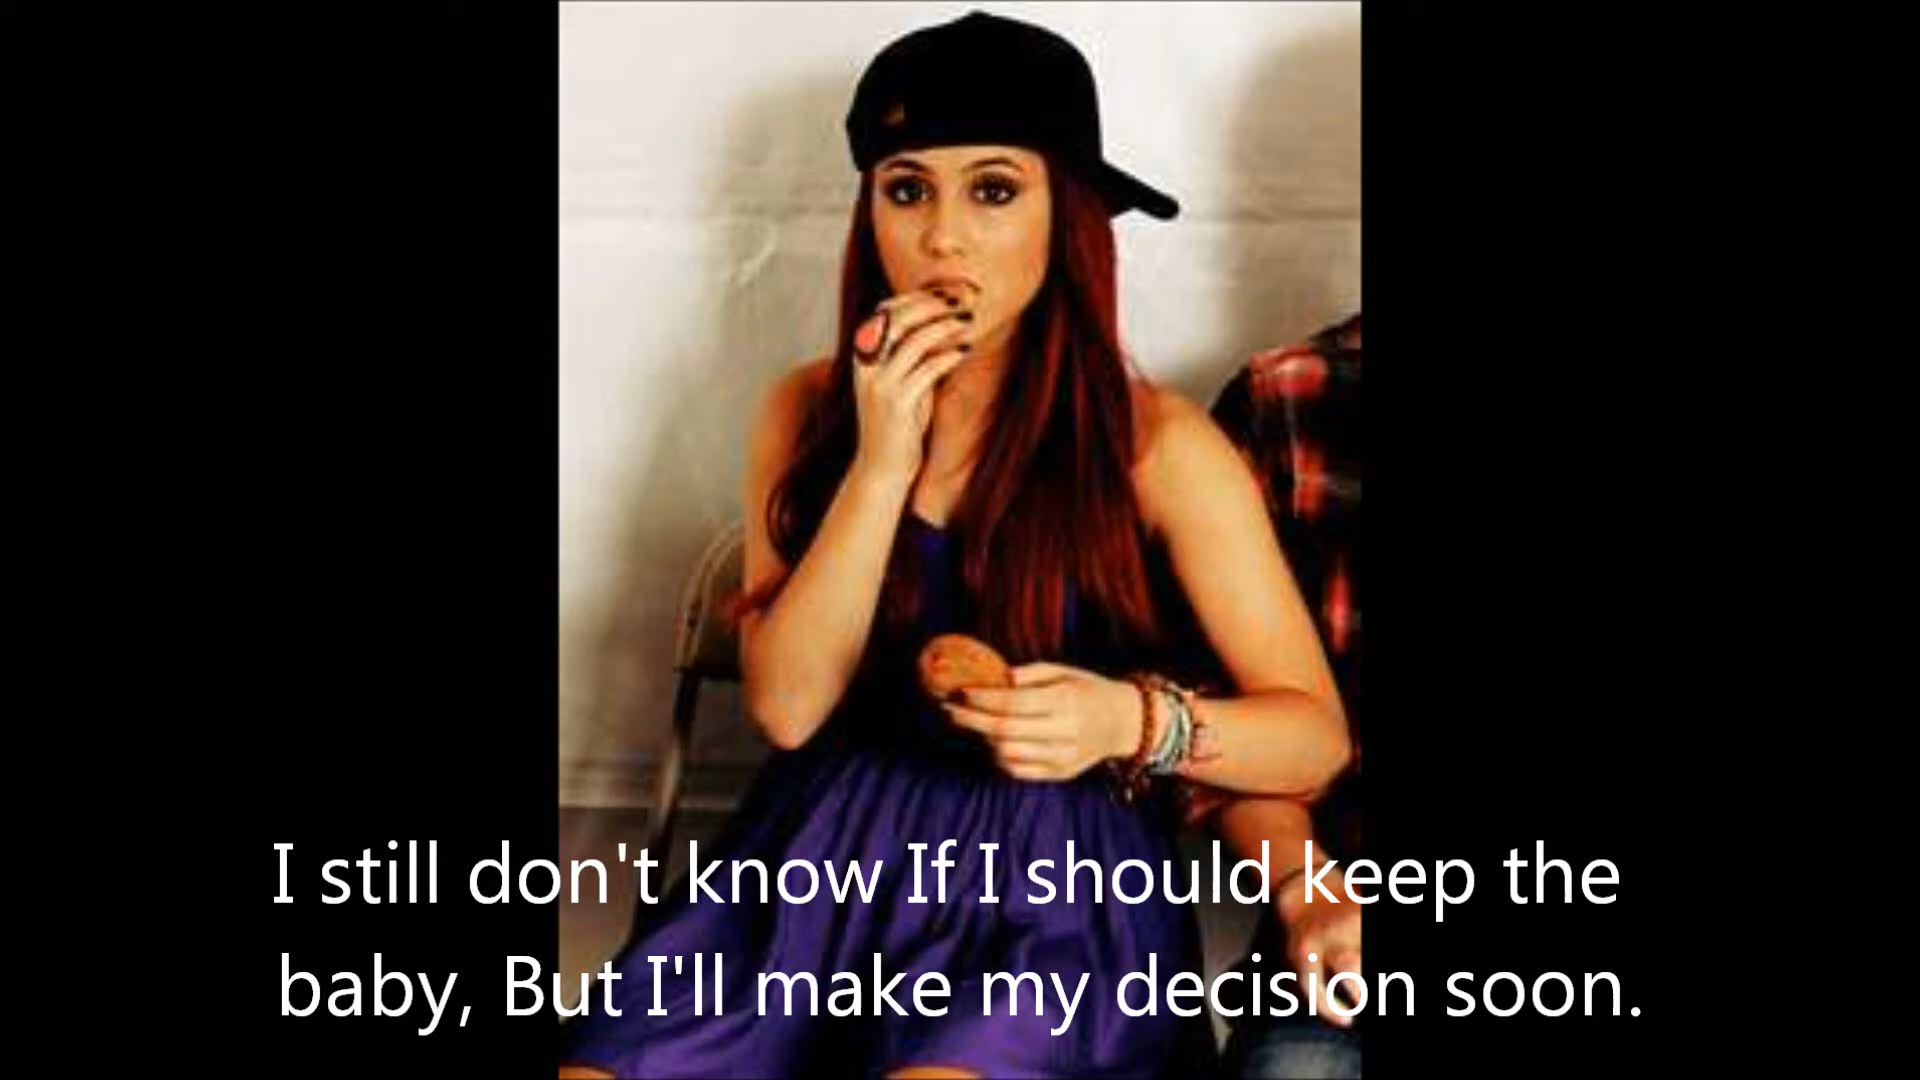 I still don't know If I should keep the
baby, But I'll make my decision soon.